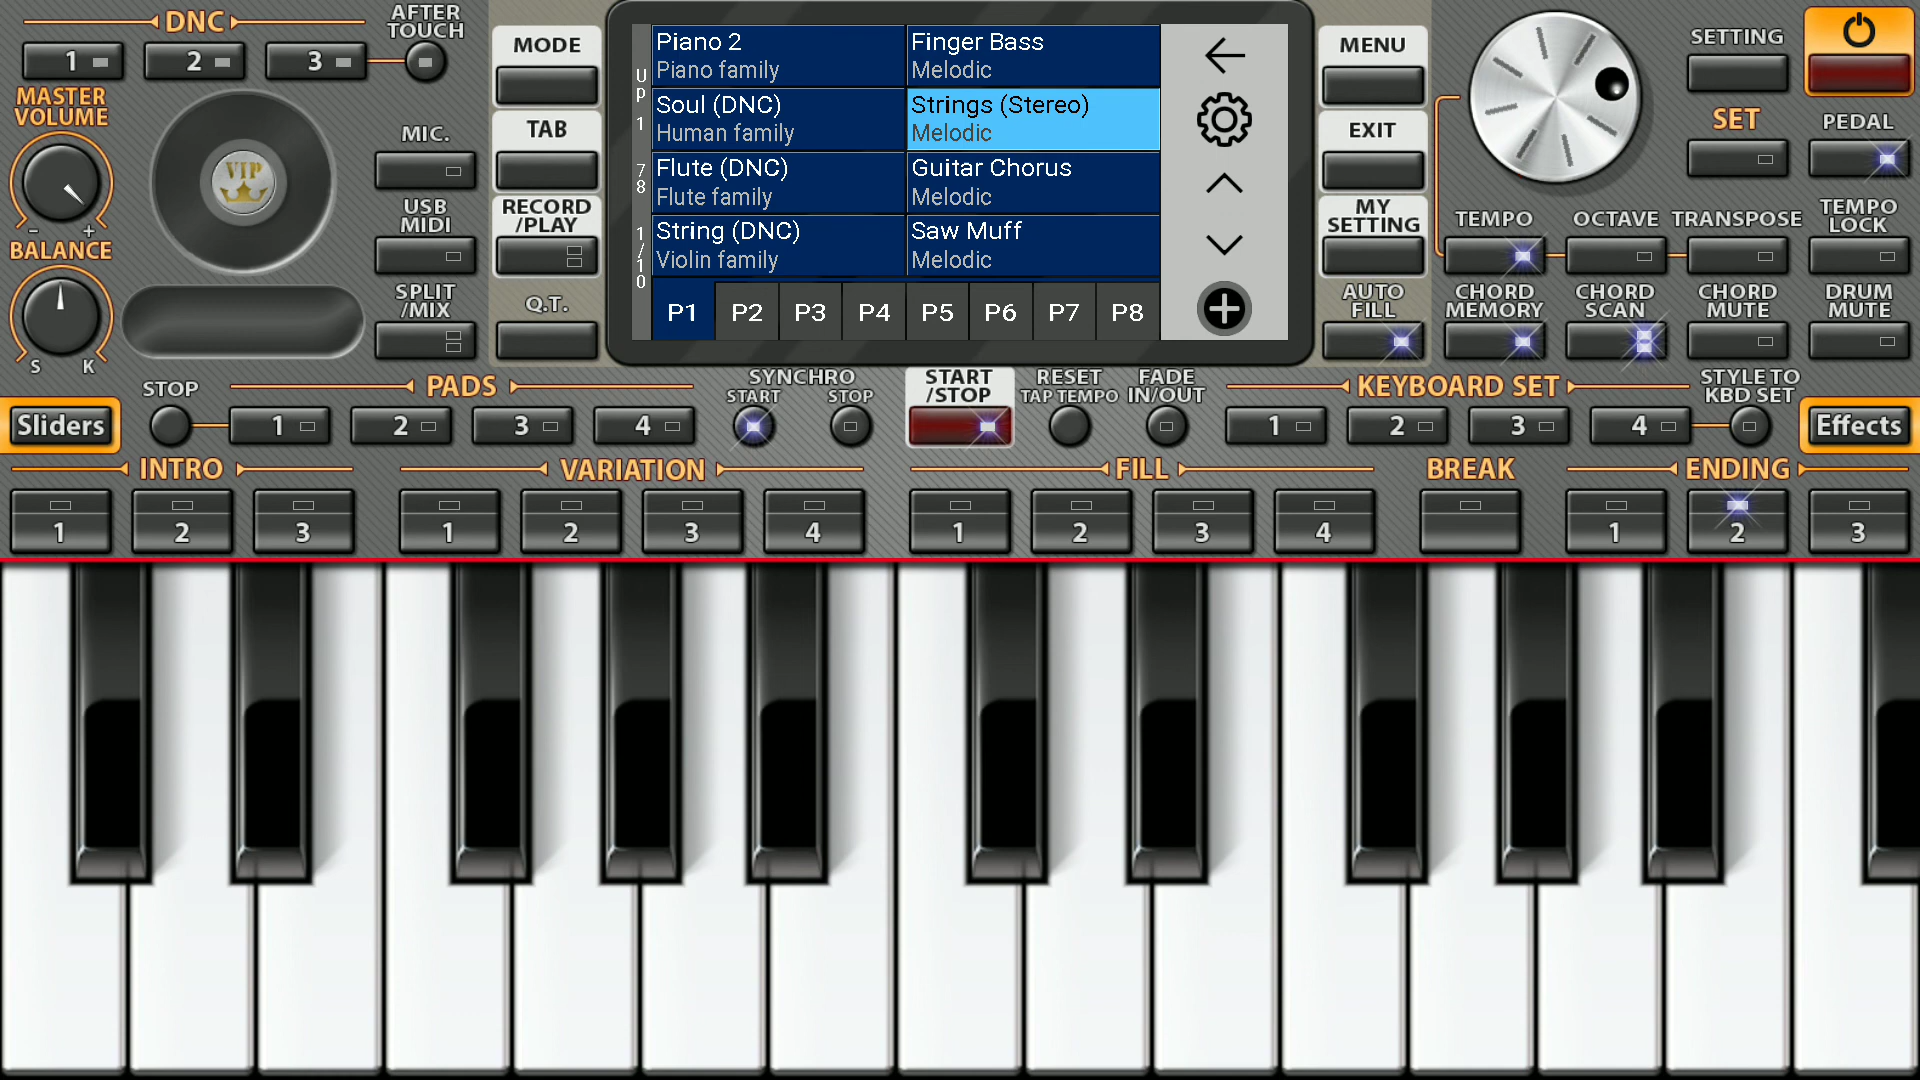 DNC
AFTER
TOUCH
1
2
3
MASTER
VOLUME
-
+
BALANCE
S
K
VIP
MIC.
USB
MIDI
SPLIT
/MIX
MODE
TAB
RECORD
/PLAY
Q.T.
Up 1
78
1/10
Piano 2
Piano family
Finger Bass
Melodic
Soul (DNC)
Human family
Strings (Stereo)
Melodic
Flute (DNC)
Flute family
Guitar Chorus
Melodic
String (DNC)
Violin family
Saw Muff
Melodic
P1 P2 P3 P4 P5 P6 P7 P8
MENU
EXIT
MY
SETTING
AUTO
FILL
SETTING
SET
PEDAL
TEMPO
OCTAVE
TRANSPOSE
TEMPO
LOCK
CHORD
MEMORY
CHORD
SCAN
CHORD
MUTE
DRUM
MUTE
Sliders
STOP
PADS
1
2
3
4
SYNCHRO
START
STOP
START
/STOP
RESET
TAP TEMPO
FADE
IN/OUT
KEYBOARD SET
1
2
3
4
STYLE TO
KBD SET
Effects
INTRO
1
2
3
VARIATION
1
2
3
4
FILL
1
2
3
4
BREAK
ENDING
1
2
3